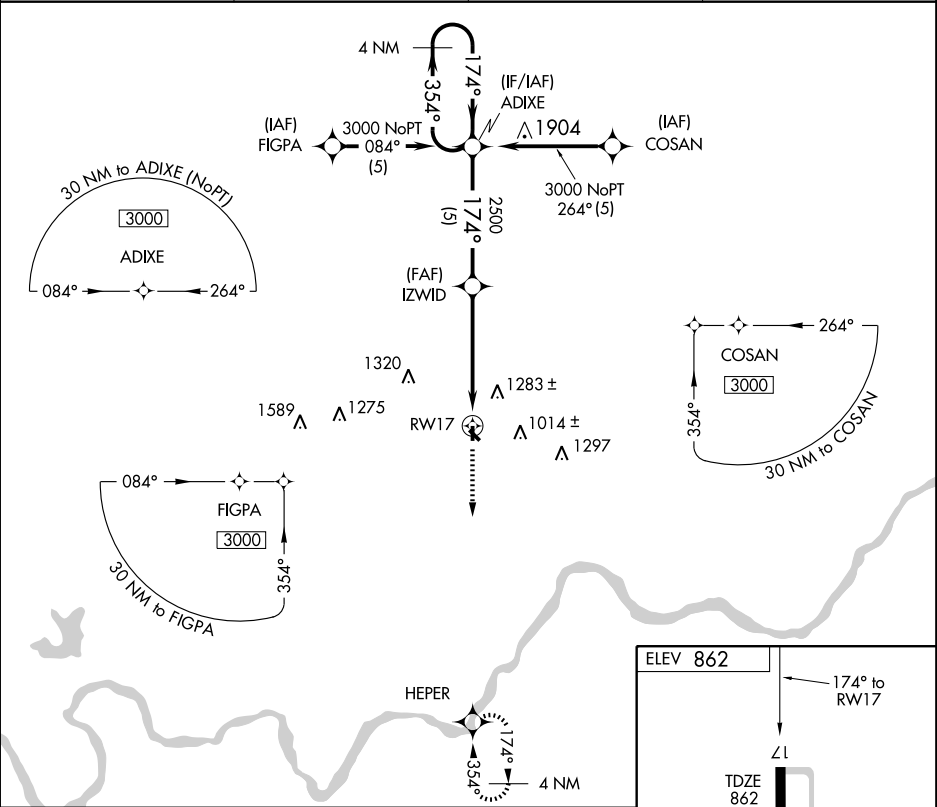 4 NM
174°
354°
(IF/IAF)
ADIXE
(IAF)
FIGPA
3000 NoPT
084°
(5)
1904
(IAF)
COSAN
3000 NoPT
264° (5)
30 NM to ADIXE (NoPT)
3000
ADIXE
084°
264°
2500
174°
(5)
(FAF)
IZWID
264°
COSAN
3000
354°
30 NM to COSAN
1320
1283 ±
1589
1275
RW17
1014 ±
1297
084°
FIGPA
3000
354°
30 NM to FIGPA
HEPER
174°
354°
4 NM
ELEV 862
174° to
RW17
17
TDZE
862